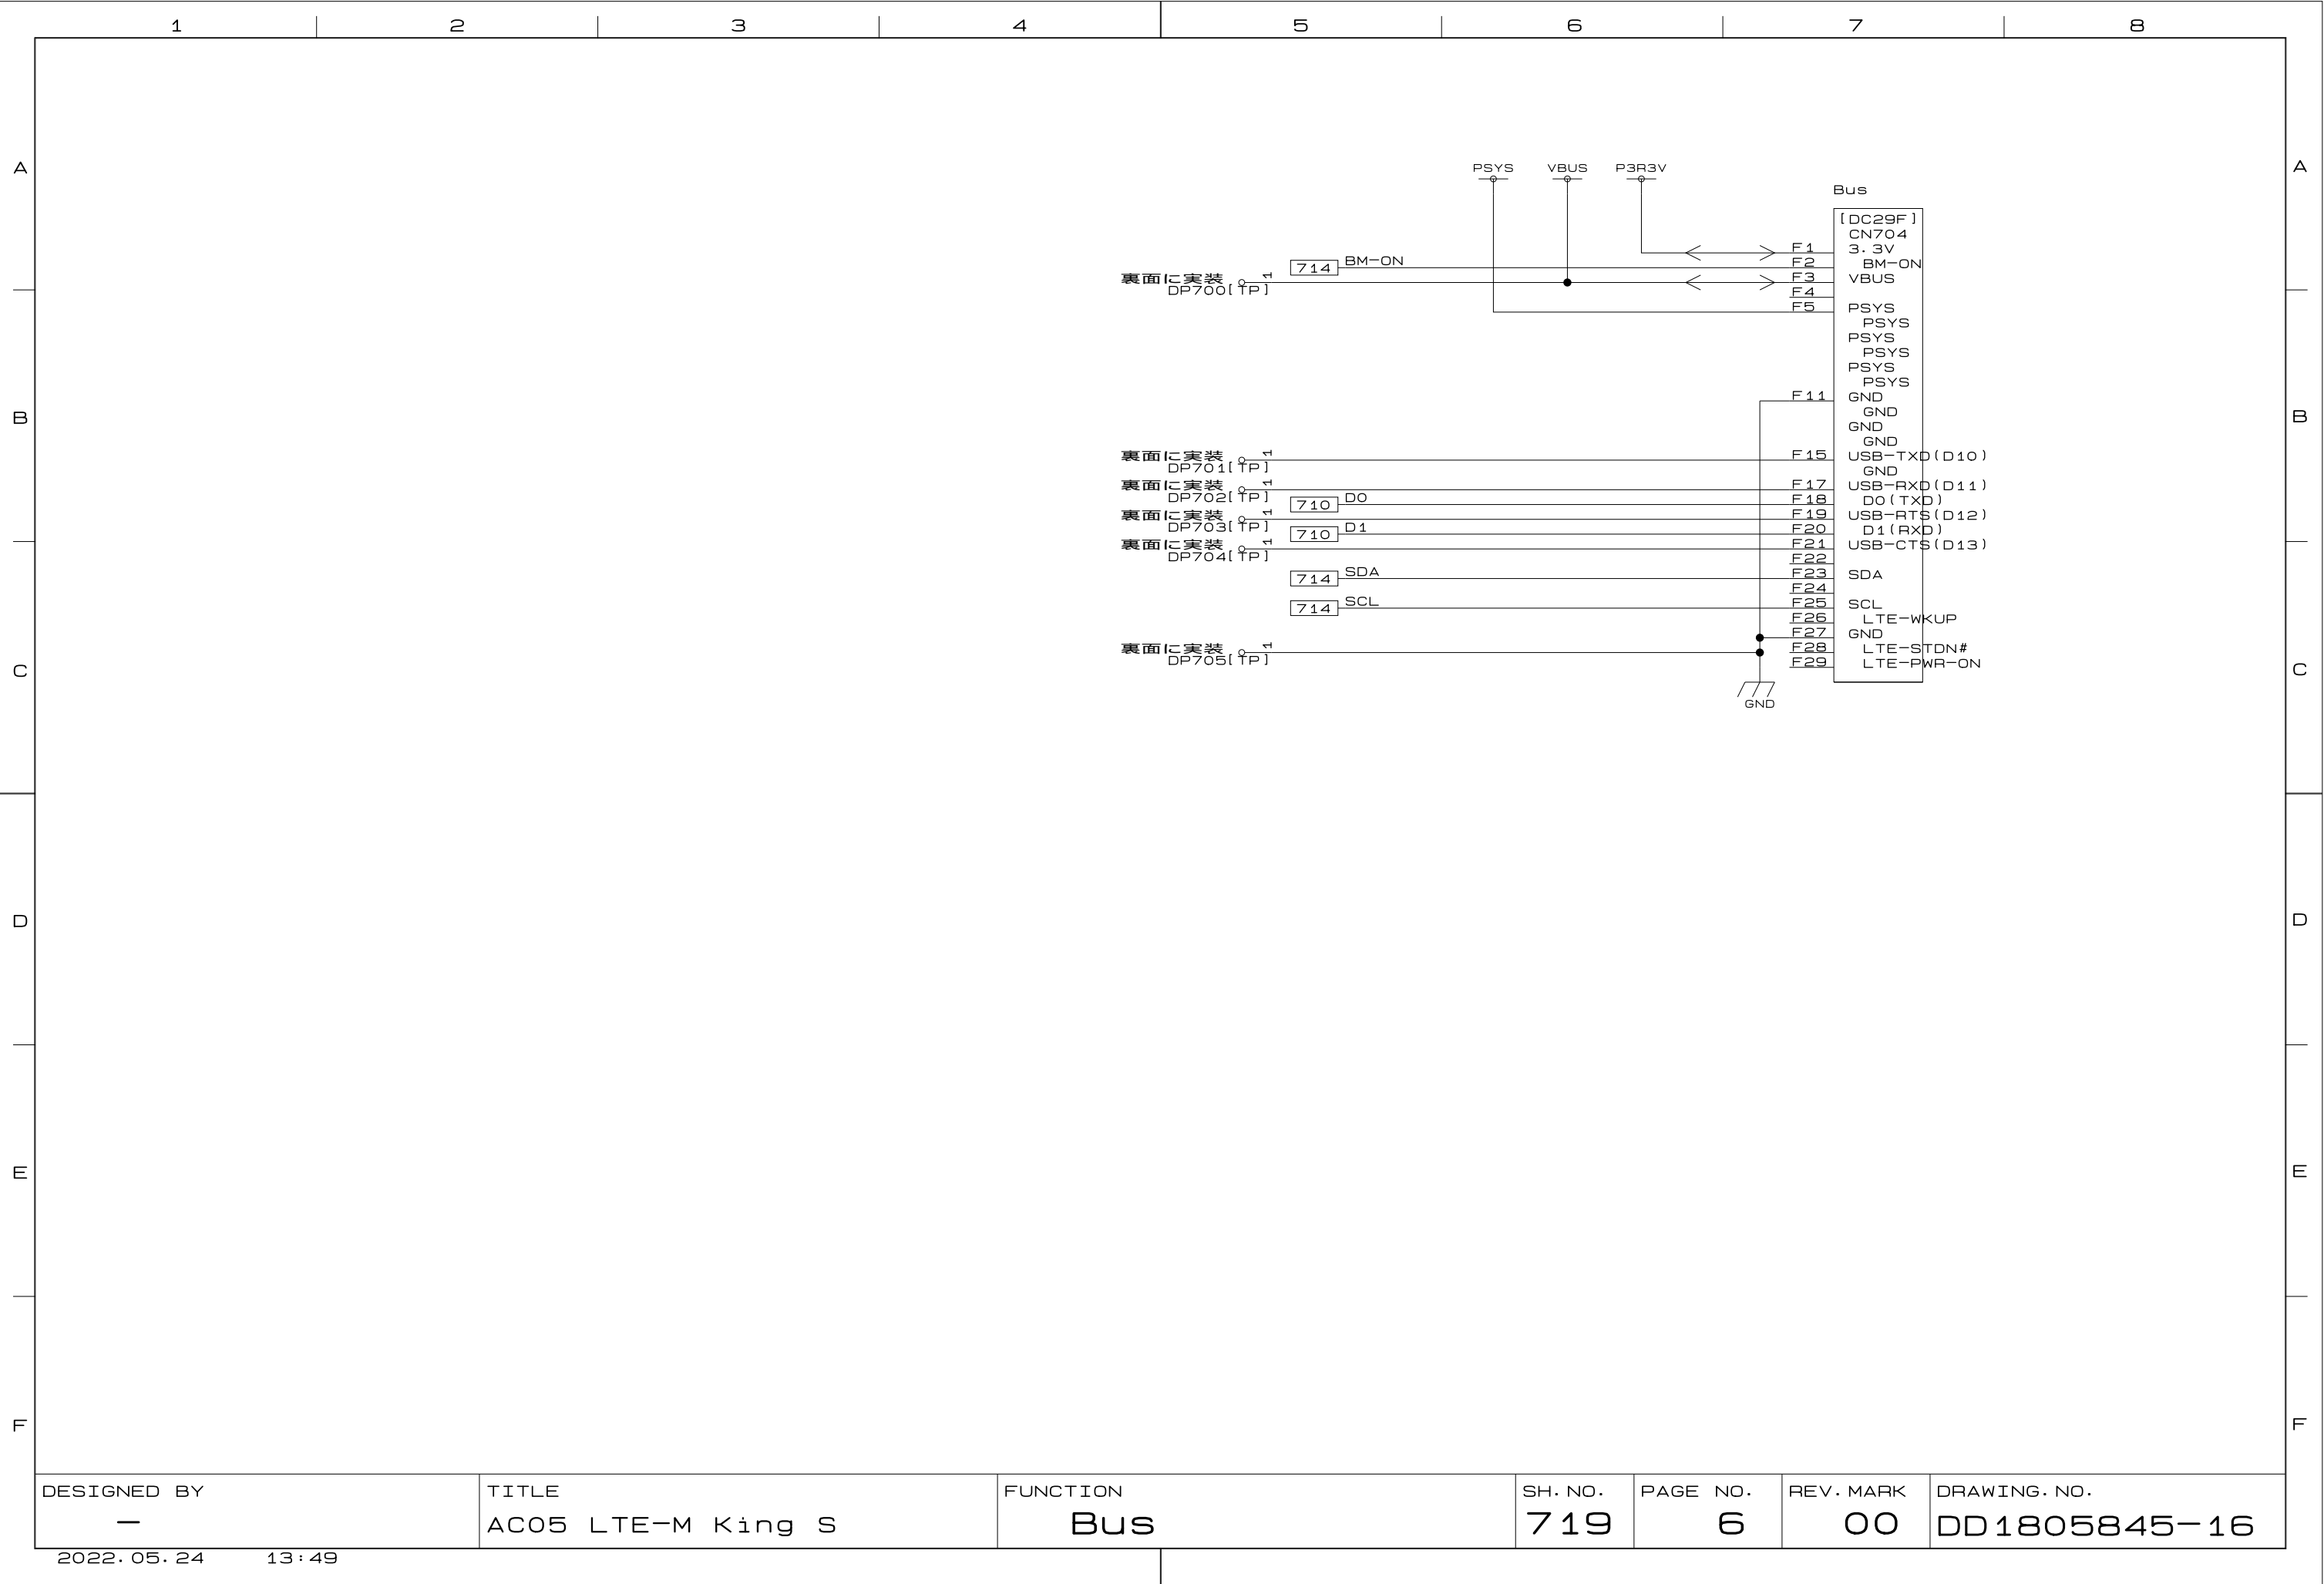 1 2 3 4 5 6 7 8
A A
PSYS VBUS P3R3V
Bus
[DC29F]
CN704
F1 3.3V
714 BM-ON F2 BM-ON
裏面に実装 1 F3 VBUS
DP700[TP]
F4
F5 PSYS
PSYS
PSYS
PSYS
PSYS
PSYS
B B
F11 GND
GND
GND
GND
裏面に実装 1 F15 USB-TXD(D10)
DP701[TP] GND
裏面に実装 1 F17 USB-RXD(D11)
DP702[TP] 710 D0 F18 D0(TXD)
裏面に実装 1 F19 USB-RTS(D12)
DP703[TP] 710 D1 F20 D1(RXD)
裏面に実装 1 F21 USB-CTS(D13)
DP704[TP] F22
714 SDA F23 SDA
F24
714 SCL F25 SCL
F26 LTE-WKUP
F27 GND
裏面に実装 1 F28 LTE-STDN#
DP705[TP] F29 LTE-PWR-ON
C C
GND
D D
E E
F F
DESIGNED BY TITLE FUNCTION SH.NO. PAGE NO. REV.MARK DRAWING.NO.
- AC05 LTE-M King S Bus 719 6 00 DD1805845-16
2022.05.24 13:49